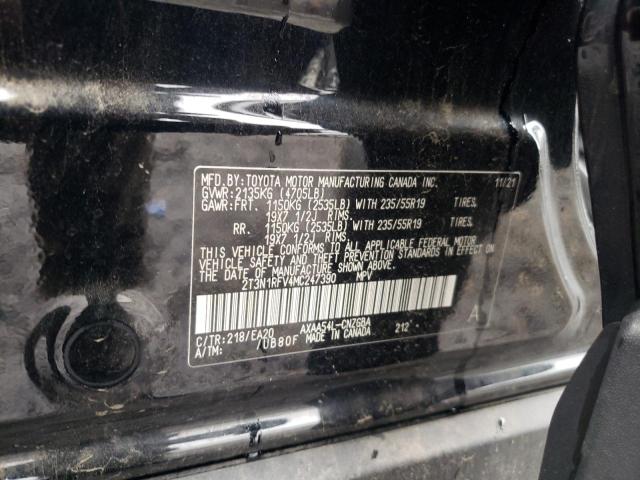 MFD.BY:TOYOTA MOTOR MANUFACTURING CANADA INC. 11/21
GVWR:2135KG (4765LB)
GAWR:FRT. 1150KG (2535LB) WITH 235/55R19 TIRES,
19X7 1/2J RIMS.
RR. 1150KG (2535LB) WITH 235/55R19 TIRES,
19X7 1/2J RIMS.
THIS VEHICLE CONFORMS TO ALL APPLICABLE FEDERAL MOTOR
VEHICLE SAFETY AND THEFT PREVENTION STANDARDS IN EFFECT ON
THE DATE OF MANUFACTURE SHOWN ABOVE.
2T3N1RFV4MC247390 MPV
A
C/TR:218/EA20 AXAA54L-CNZGBA 212
A/TM: /UB80F MADE IN CANADA